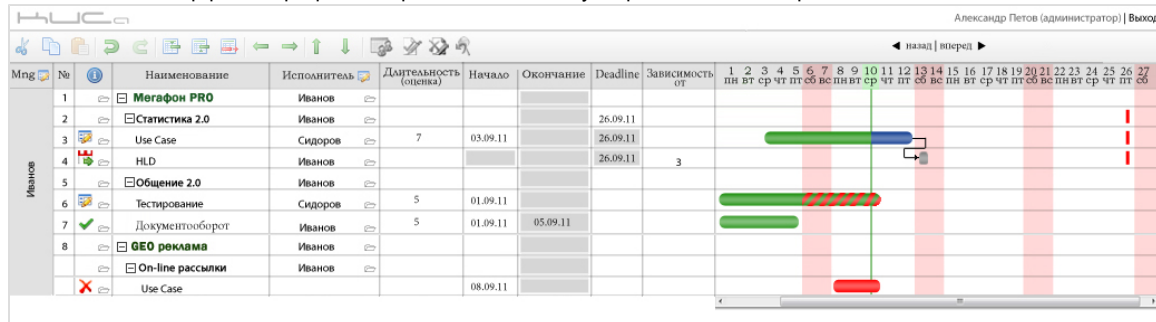 Александр Петов (администратор) | Выход
назад | вперед
Mng № Наименование Исполнитель Длительность (оценка) Начало Окончание Deadline Зависимость от
1 2 3 4 5 6 7 8 9 10 11 12 13 14 15 16 17 18 19 20 21 22 23 24 25 26 27
пн вт ср чт пт сб вс пн вт ср чт пт сб вс пн вт ср чт пт сб вс пн вт ср чт пт сб
Иванов
1 Мегафон PRO Иванов
2 Статистика 2.0 Иванов 26.09.11
3 Use Case Сидоров 7 03.09.11 26.09.11
4 HLD Иванов 26.09.11 3
5 Общение 2.0 Иванов
6 Тестирование Сидоров 5 01.09.11
7 Документооборот Иванов 5 01.09.11 05.09.11
8 GEO реклама Иванов
On-line рассылки Иванов
Use Case 08.09.11